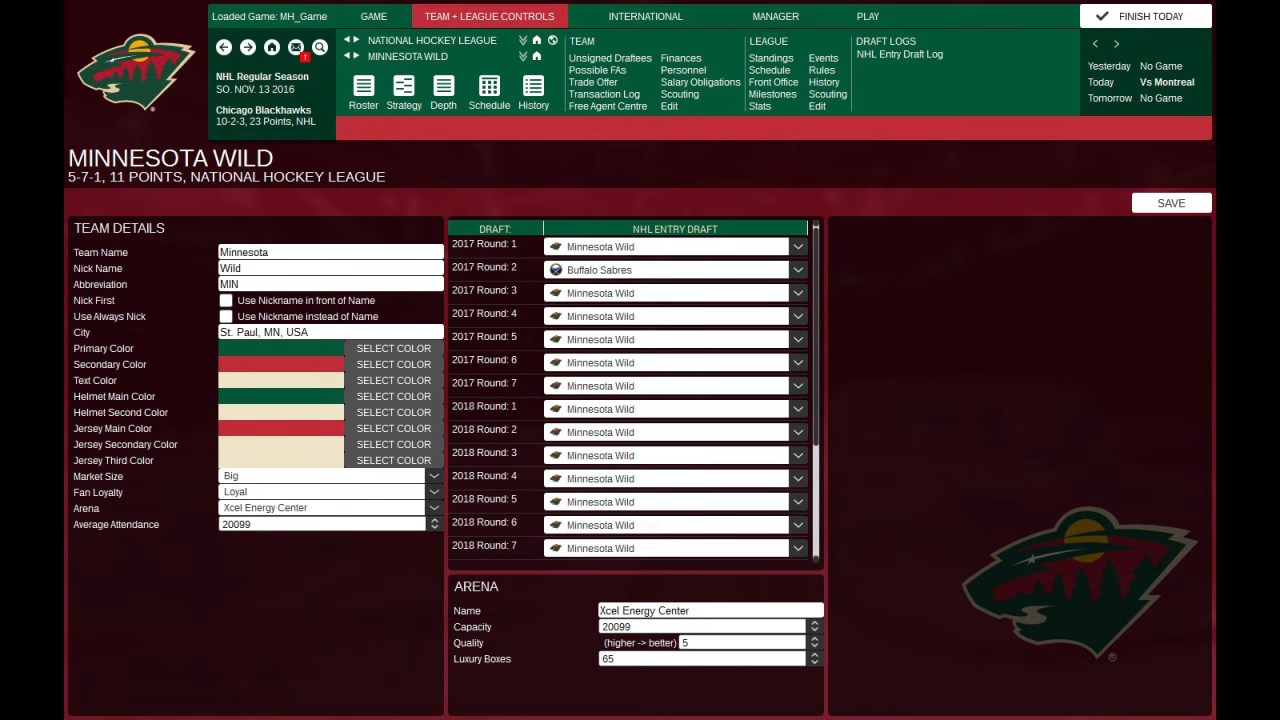 Loaded Game: MH_Game
GAME
TEAM + LEAGUE CONTROLS
INTERNATIONAL
MANAGER
PLAY
FINISH TODAY
NHL Regular Season
SO. NOV. 13 2016
Chicago Blackhawks
10-2-3, 23 Points, NHL
NATIONAL HOCKEY LEAGUE
MINNESOTA WILD
Roster
Strategy
Depth
Schedule
History
TEAM
Unsigned Draftees
Possible FAs
Trade Offer
Transaction Log
Free Agent Centre
Finances
Personnel
Salary Obligations
Scouting
Edit
LEAGUE
Standings
Schedule
Front Office
Milestones
Stats
Events
Rules
History
Scouting
Edit
DRAFT LOGS
NHL Entry Draft Log
Yesterday No Game
Today Vs Montreal
Tomorrow No Game
MINNESOTA WILD
5-7-1, 11 POINTS, NATIONAL HOCKEY LEAGUE
SAVE
TEAM DETAILS
Team Name Minnesota
Nick Name Wild
Abbreviation MIN
Nick First Use Nickname in front of Name
Use Always Nick Use Nickname instead of Name
City St. Paul, MN, USA
Primary Color SELECT COLOR
Secondary Color SELECT COLOR
Text Color SELECT COLOR
Helmet Main Color SELECT COLOR
Helmet Second Color SELECT COLOR
Jersey Main Color SELECT COLOR
Jersey Secondary Color SELECT COLOR
Jersey Third Color SELECT COLOR
Market Size Big
Fan Loyalty Loyal
Arena Xcel Energy Center
Average Attendance 20099
DRAFT: NHL ENTRY DRAFT
2017 Round: 1 Minnesota Wild
2017 Round: 2 Buffalo Sabres
2017 Round: 3 Minnesota Wild
2017 Round: 4 Minnesota Wild
2017 Round: 5 Minnesota Wild
2017 Round: 6 Minnesota Wild
2017 Round: 7 Minnesota Wild
2018 Round: 1 Minnesota Wild
2018 Round: 2 Minnesota Wild
2018 Round: 3 Minnesota Wild
2018 Round: 4 Minnesota Wild
2018 Round: 5 Minnesota Wild
2018 Round: 6 Minnesota Wild
2018 Round: 7 Minnesota Wild
ARENA
Name Xcel Energy Center
Capacity 20099
Quality (higher -> better) 5
Luxury Boxes 65